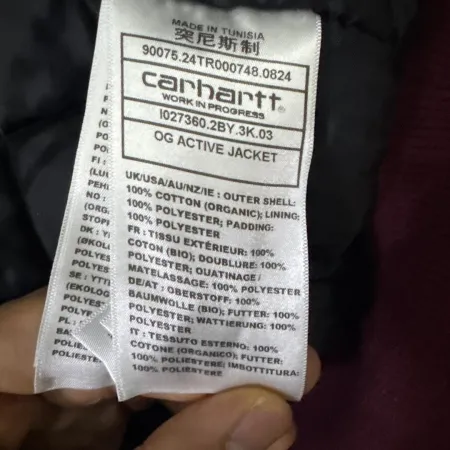 MADE IN TUNISIA
突尼斯制
90075.24TR000748.0824
carhartt®
WORK IN PROGRESS
I027360.2BY.3K.03
OG ACTIVE JACKET
UK/USA/AU/NZ/IE : OUTER SHELL:
100% COTTON (ORGANIC); LINING:
100% POLYESTER; PADDING:
100% POLYESTER
FR : TISSU EXTÉRIEUR: 100%
COTON (BIO); DOUBLURE: 100%
POLYESTER; OUATINAGE /
MATELASSAGE: 100% POLYESTER
DE/AT : OBERSTOFF: 100%
BAUMWOLLE (BIO); FUTTER: 100%
POLYESTER; WATTIERUNG: 100%
POLYESTER
IT : TESSUTO ESTERNO: 100%
COTONE (ORGANICO); FUTTER:
100% POLIESTERE; IMBOTTITURA:
100% POLIESTERE